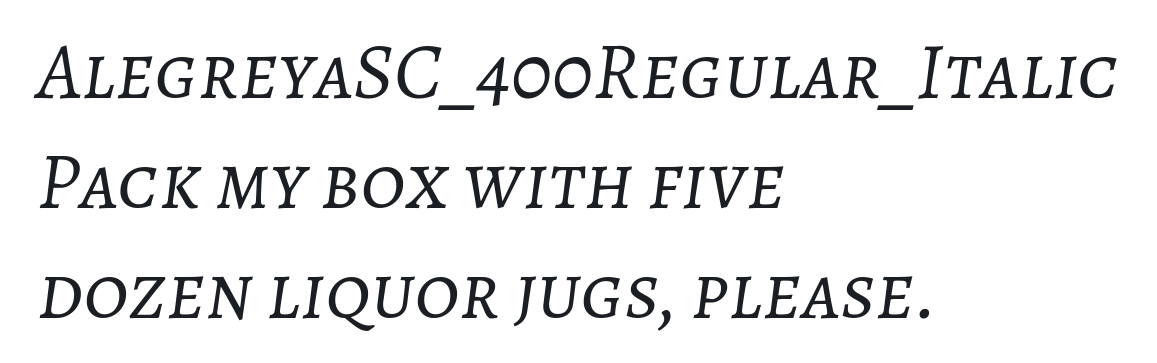 AlegreyaSC_400Regular_Italic
Pack my box with five
dozen liquor jugs, please.